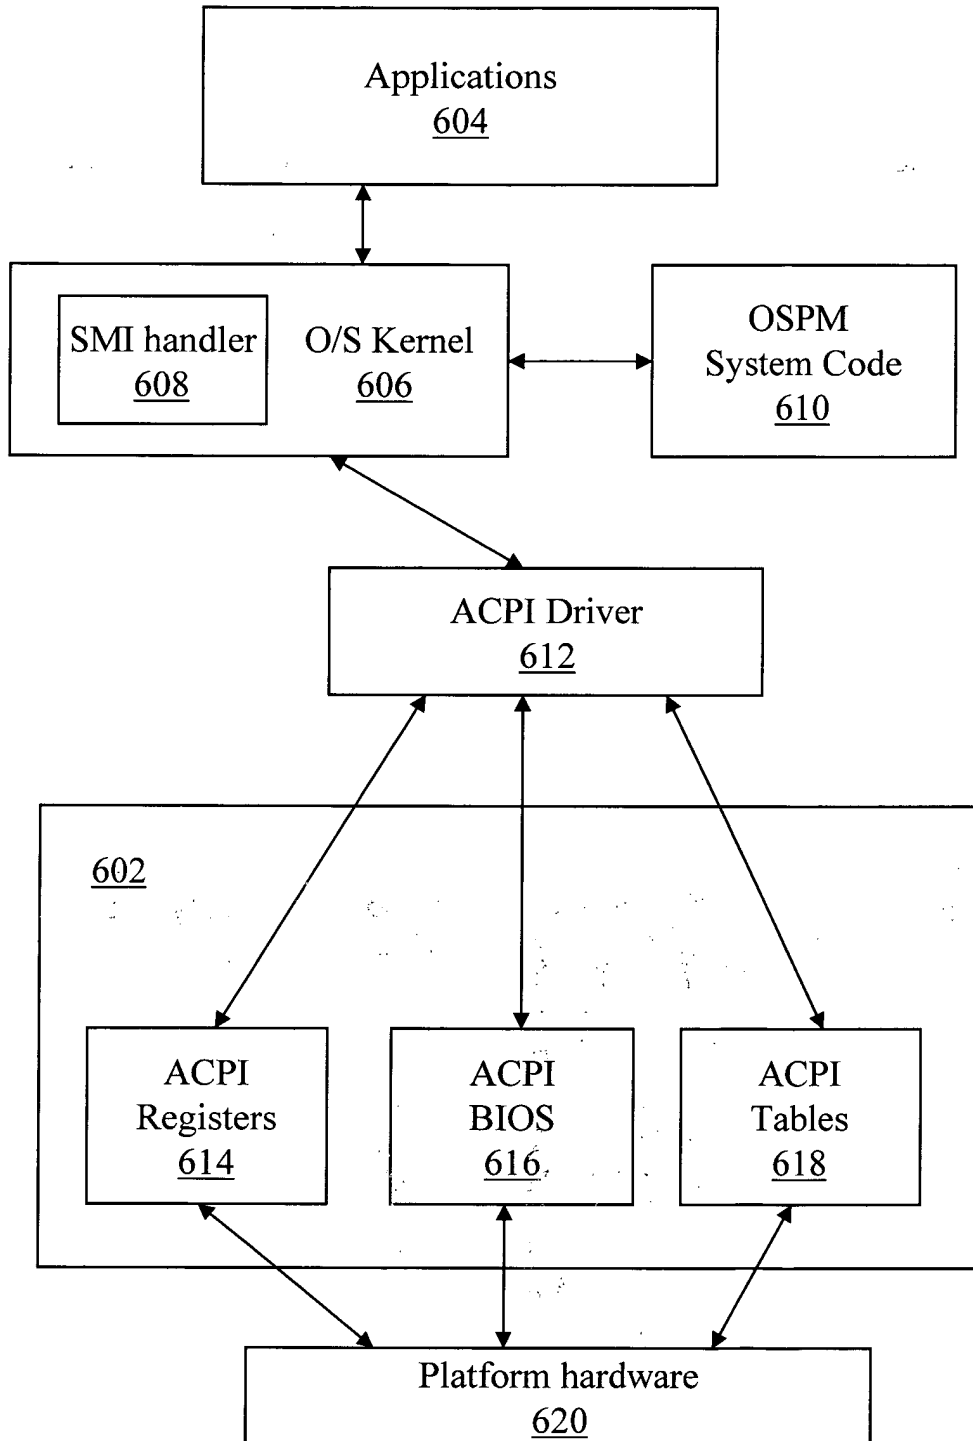 Applications
604
SMI handler
608
O/S Kernel
606
OSPM
System Code
610
ACPI Driver
612
602
ACPI
Registers
614
ACPI
BIOS
616
ACPI
Tables
618
Platform hardware
620